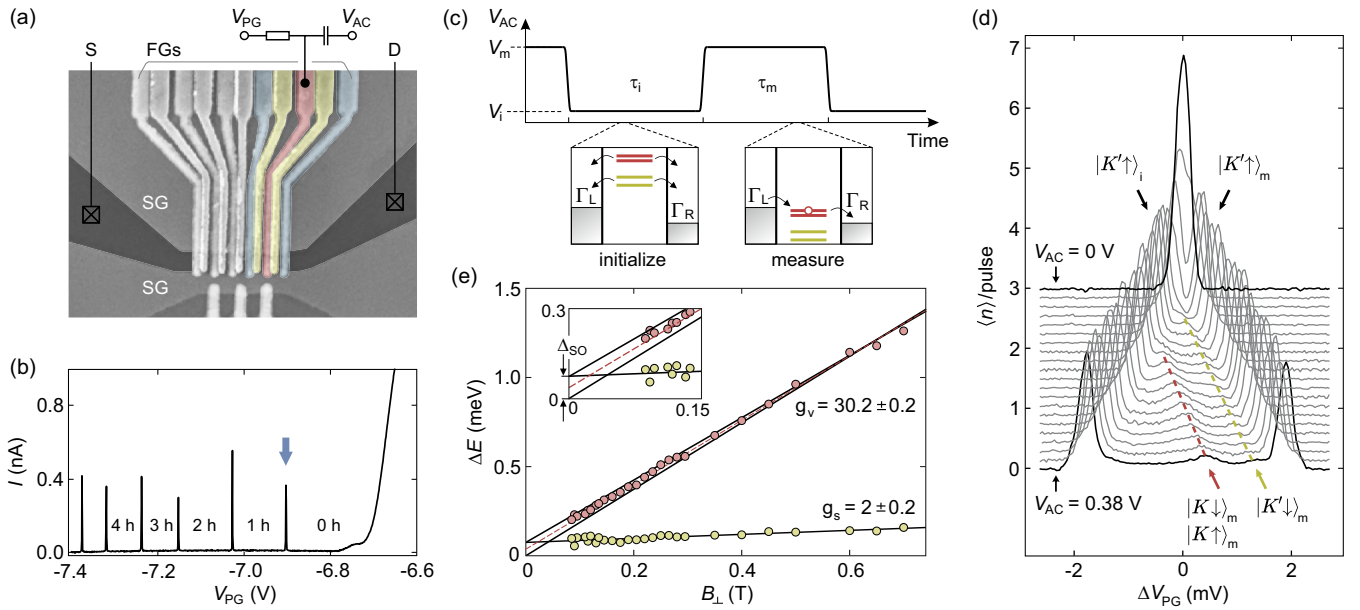 (a)
V_PG
V_AC
S
FGs
D
SG
SG
(b)
I (nA)
0.8
0.4
0.0
4 h
3 h
2 h
1 h
0 h
-7.4
-7.2
-7.0
-6.8
-6.6
V_PG (V)
(c)
V_AC
V_m
V_i
τ_i
τ_m
Time
Γ_L
Γ_R
initialize
Γ_L
Γ_R
measure
(e)
ΔE (meV)
1.5
1.0
0.5
0
0.3
Δ_SO
0
0
0.15
g_v = 30.2 ±0.2
g_s = 2 ±0.2
0
0.2
0.4
0.6
B_⊥ (T)
(d)
⟨n⟩/pulse
7
6
5
4
3
2
1
0
|K'↑⟩_i
|K'↑⟩_m
V_AC = 0 V
V_AC = 0.38 V
|K↓⟩_m
|K↑⟩_m
|K'↓⟩_m
-2
0
2
ΔV_PG (mV)